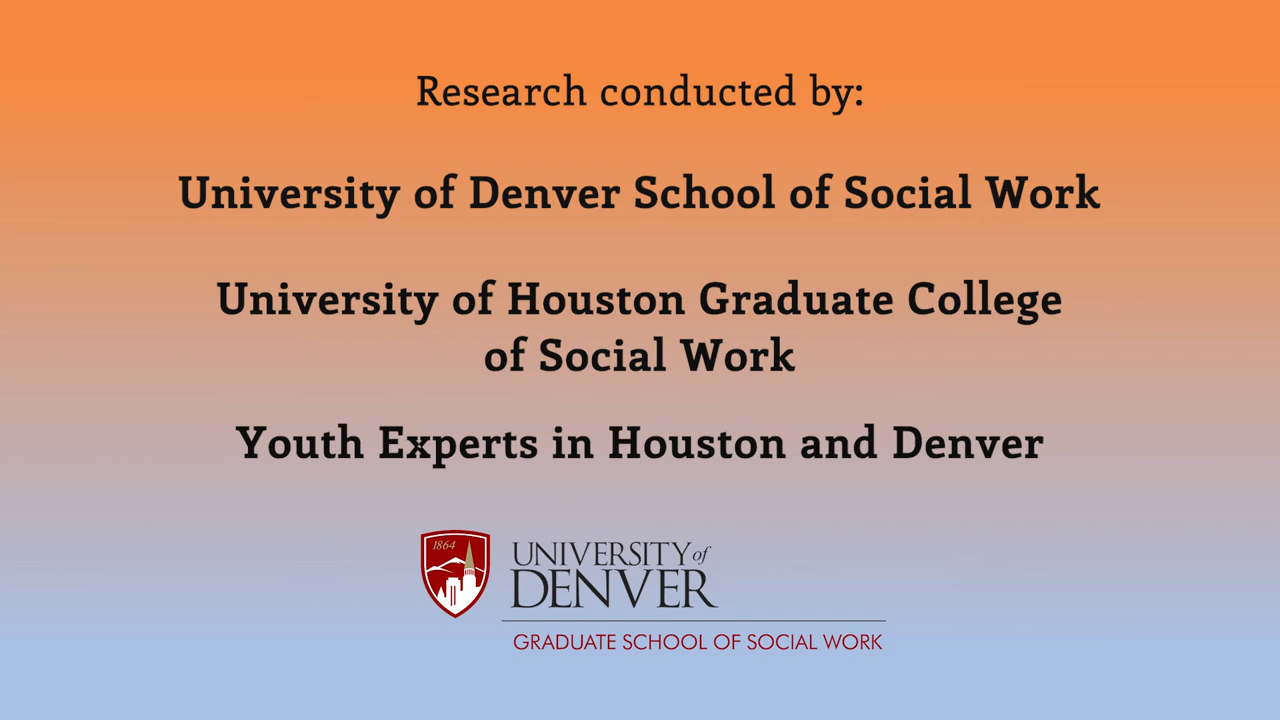 Research conducted by:
University of Denver School of Social Work
University of Houston Graduate College
of Social Work
Youth Experts in Houston and Denver
1864
UNIVERSITY of
DENVER
GRADUATE SCHOOL OF SOCIAL WORK